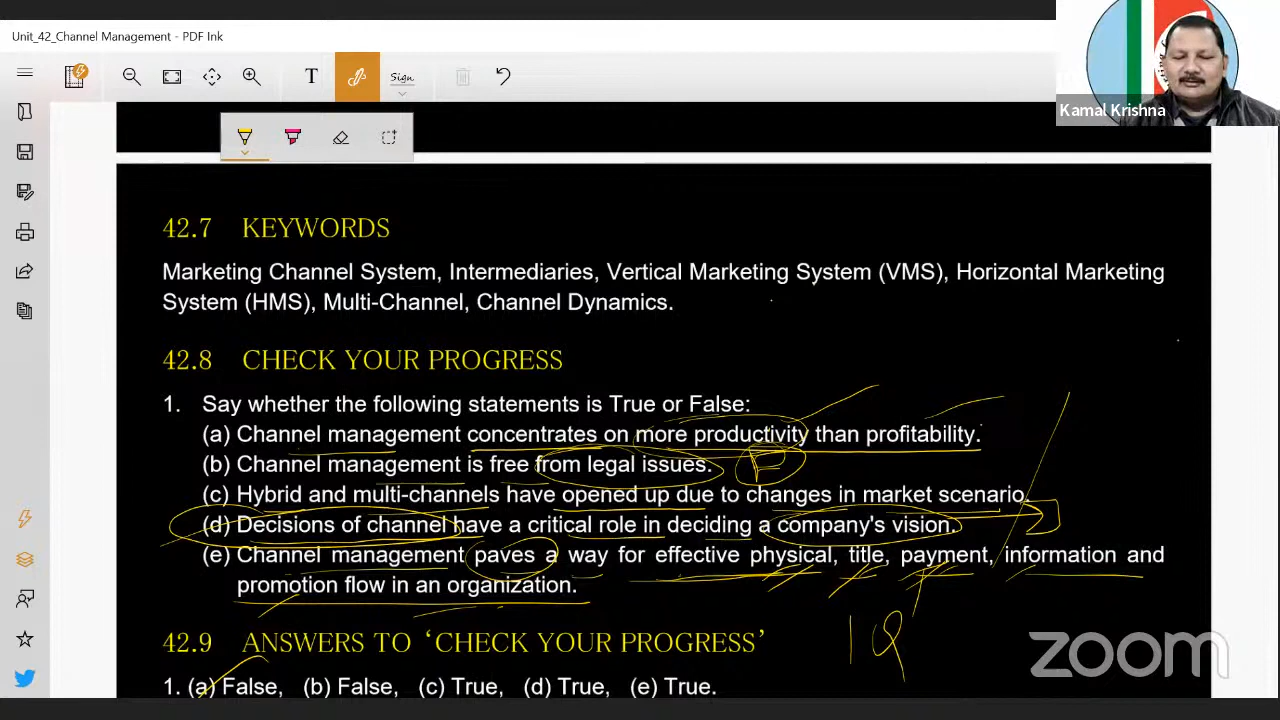 Unit_42_Channel Management - PDF Ink
T
Sign
Kamal Krishna
42.7 KEYWORDS
Marketing Channel System, Intermediaries, Vertical Marketing System (VMS), Horizontal Marketing
System (HMS), Multi-Channel, Channel Dynamics.
42.8 CHECK YOUR PROGRESS
1. Say whether the following statements is True or False:
(a) Channel management concentrates on more productivity than profitability.
(b) Channel management is free from legal issues. F
(c) Hybrid and multi-channels have opened up due to changes in market scenario.
(d) Decisions of channel have a critical role in deciding a company's vision.
(e) Channel management paves a way for effective physical, title, payment, information and
promotion flow in an organization.
42.9 ANSWERS TO ‘CHECK YOUR PROGRESS’
1. (a) False, (b) False, (c) True, (d) True, (e) True.
zoom